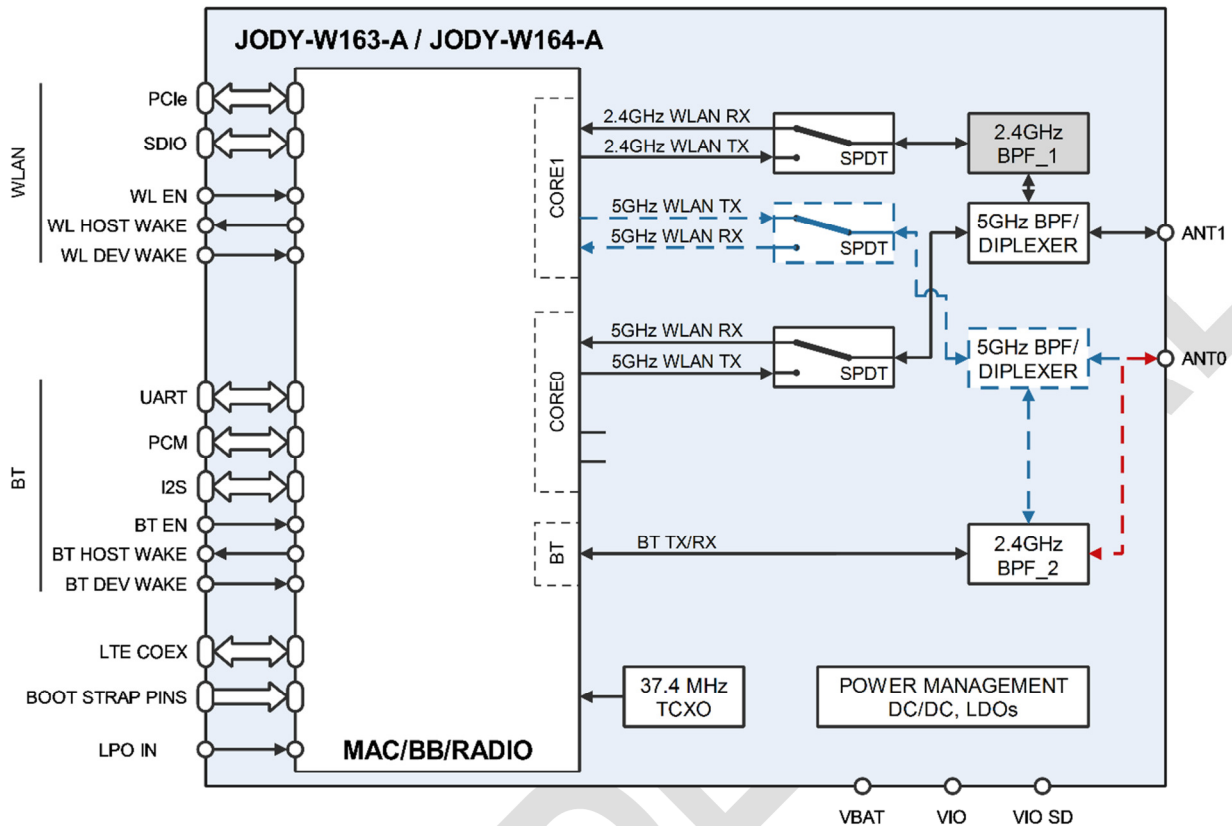 JODY-W163-A / JODY-W164-A
WLAN
PCIe
SDIO
WL EN
WL HOST WAKE
WL DEV WAKE
BT
UART
PCM
I2S
BT EN
BT HOST WAKE
BT DEV WAKE
LTE COEX
BOOT STRAP PINS
LPO IN
MAC/BB/RADIO
CORE1
2.4GHz WLAN RX
2.4GHz WLAN TX
SPDT
2.4GHz
BPF_1
5GHz WLAN TX
5GHz WLAN RX
SPDT
5GHz BPF/
DIPLEXER
ANT1
CORE0
5GHz WLAN RX
5GHz WLAN TX
SPDT
5GHz BPF/
DIPLEXER
ANT0
BT
BT TX/RX
2.4GHz
BPF_2
37.4 MHz
TCXO
POWER MANAGEMENT
DC/DC, LDOs
VBAT
VIO
VIO SD